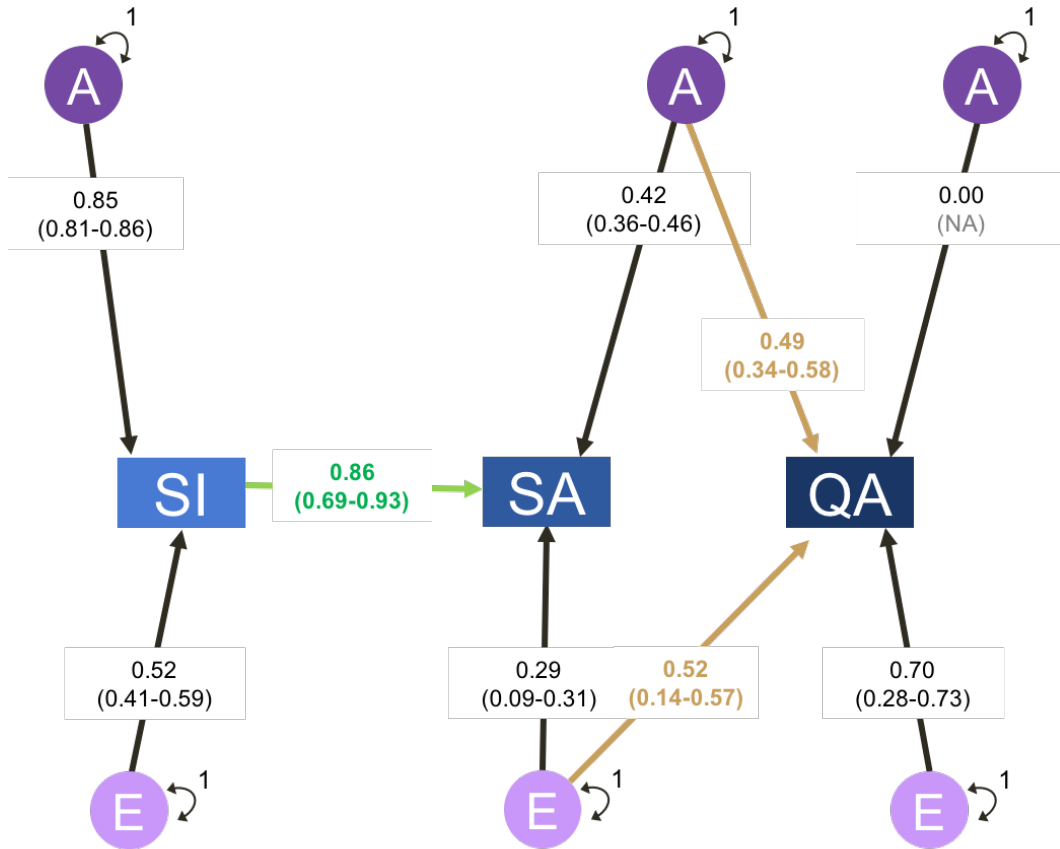 1
1
1
A
A
A
0.85
(0.81-0.86)
0.42
(0.36-0.46)
0.00
(NA)
0.49
(0.34-0.58)
SI
0.86
(0.69-0.93)
SA
QA
0.52
(0.41-0.59)
0.29
(0.09-0.31)
0.52
(0.14-0.57)
0.70
(0.28-0.73)
E
1
E
1
E
1